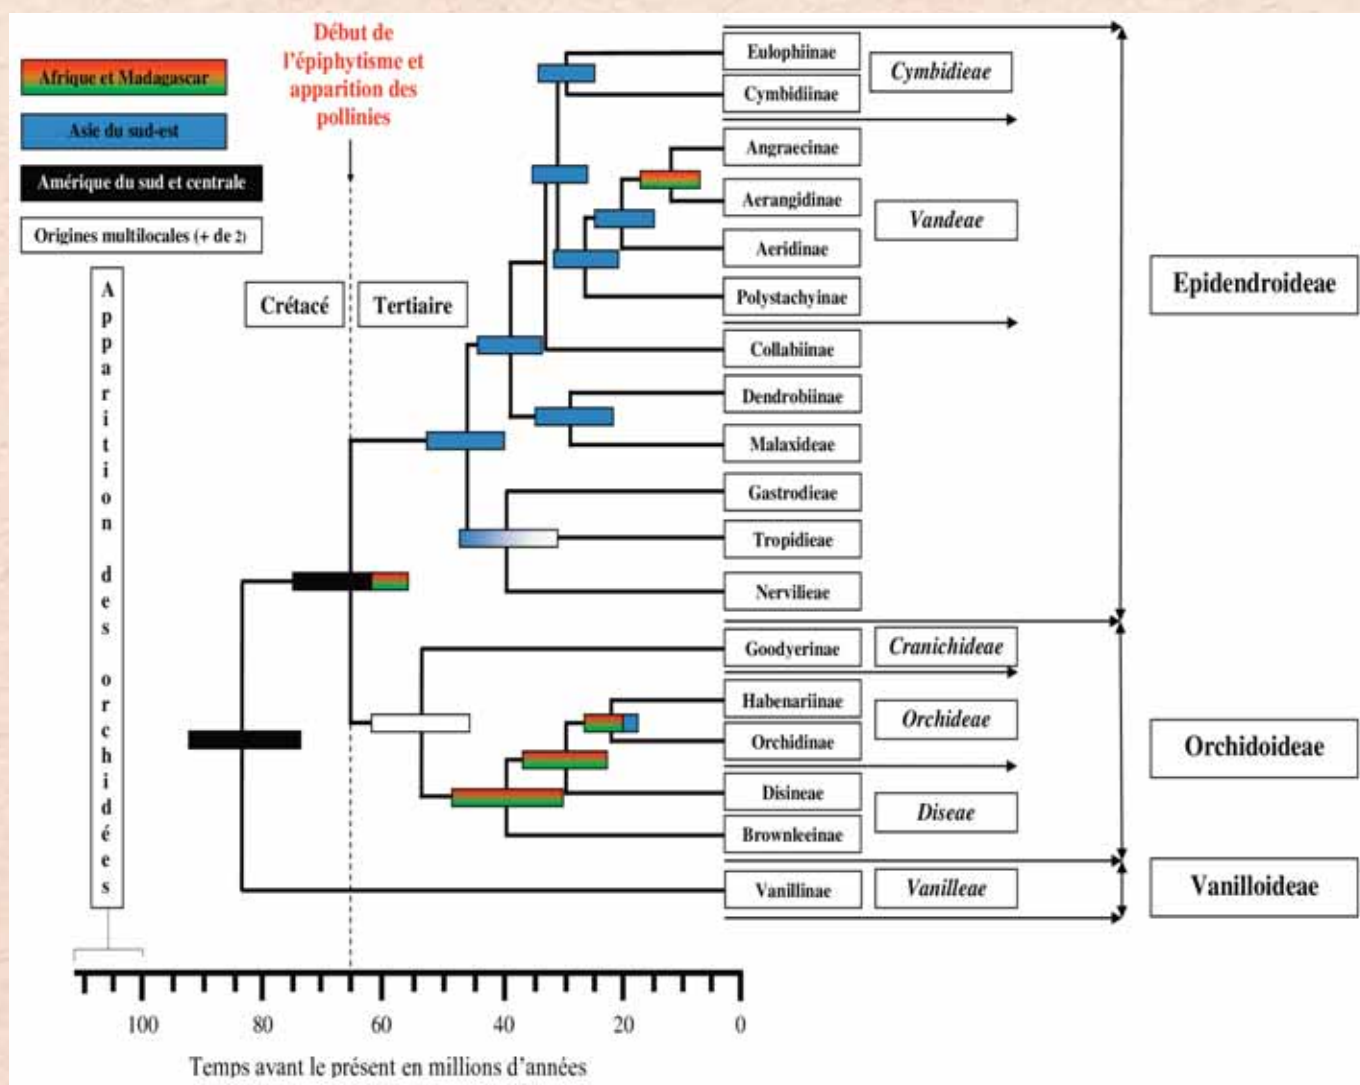 Début de
l'épiphytisme et
apparition des
pollinies
Afrique et Madagascar
Asie du sud-est
Amérique du sud et centrale
Origines multilocales (+ de 2)
Apparition des orchidées
Crétacé
Tertiaire
Eulophiinae
Cymbidiinae
Cymbidieae
Angraecinae
Aerangidinae
Aeridinae
Polystachyinae
Vandeae
Collabiinae
Dendrobiinae
Malaxideae
Gastrodieae
Tropidieae
Nervilieae
Epidendroideae
Goodyerinae
Cranichideae
Habenariinae
Orchidinae
Orchideae
Disineae
Brownleeinae
Diseae
Orchidoideae
Vanillinae
Vanilleae
Vanilloideae
100 80 60 40 20 0
Temps avant le présent en millions d'années